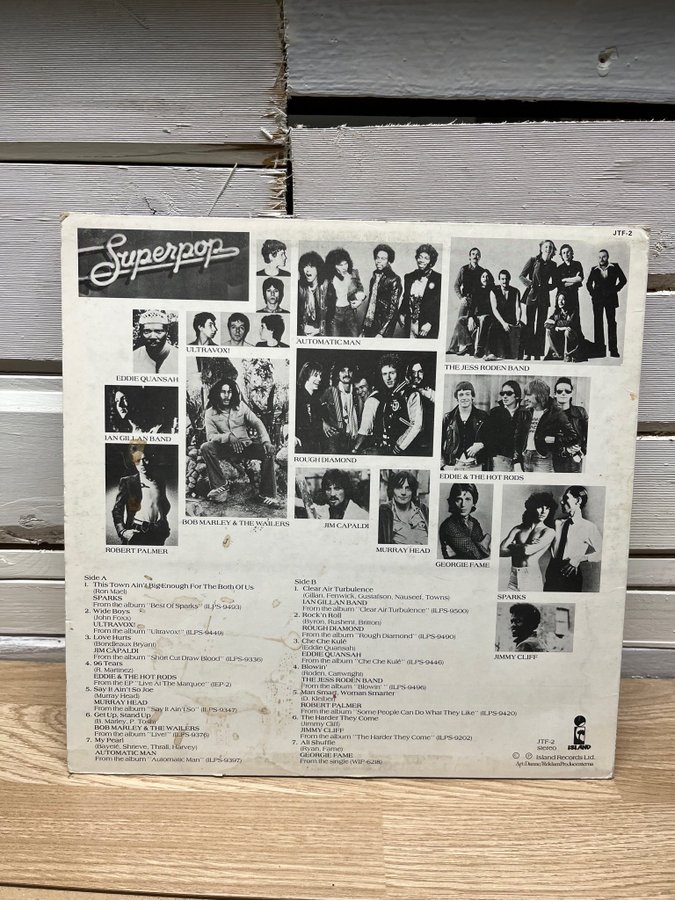 JTF-2
Superpop
EDDIE QUANSAH
ULTRAVOX!
AUTOMATIC MAN
THE JESS RODEN BAND
IAN GILLAN BAND
ROUGH DIAMOND
EDDIE & THE HOT RODS
ROBERT PALMER
BOB MARLEY & THE WAILERS
JIM CAPALDI
MURRAY HEAD
GEORGIE FAME
SPARKS
JIMMY CLIFF
Side A
1. This Town Ain't Big Enough For The Both Of Us
(Ron Mael)
SPARKS
From the album "Best Of Sparks" (ILPS-9493)
2. Wide Boys
(John Foxx)
ULTRAVOX!
From the album "Ultravox!" (ILPS-9449)
3. Love Hurts
(Bondleaux Bryant)
JIM CAPALDI
From the album "Short Cut Draw Blood" (ILPS-9336)
4. 96 Tears
(R. Martinez)
EDDIE & THE HOT RODS
From the EP "Live At The Marquee" (IEP-2)
5. Say It Ain't So Joe
(Murray Head)
MURRAY HEAD
From the album "Say It Ain't So" (ILPS-9347)
6. Get Up, Stand Up
(B. Marley, P. Tosh)
BOB MARLEY & THE WAILERS
From the album "Live!" (ILPS-9376)
7. My Pearl
(Bayeté, Shneve, Thrall, Harvey)
AUTOMATIC MAN
From the album "Automatic Man" (ILPS-9397)
Side B
1. Clear Air Turbulence
(Gillan, Fenwick, Gustafson, Nauseef, Towns)
IAN GILLAN BAND
From the album "Clear Air Turbulence" (ILPS-9500)
2. Rock'n Roll
(Byron, Rushent, Britton)
ROUGH DIAMOND
From the album "Rough Diamond" (ILPS-9490)
3. Che Che Kulé
(Eddie Quansah)
EDDIE QUANSAH
From the album "Che Che Kulé" (ILPS-9446)
4. Blowin'
(Roden, Cartwright)
THE JESS RODEN BAND
From the album "Blowin'" (ILPS-9496)
5. Man Smart, Woman Smarter
(D. Kleiber)
ROBERT PALMER
From the album "Some People Can Do What They Like" (ILPS-9420)
6. The Harder They Come
(Jimmy Cliff)
JIMMY CLIFF
From the album "The Harder They Come" (ILPS-9202)
7. Ali Shuffle
(Ryan, Fame)
GEORGIE FAME
From the single (WIP-6218)
JTF-2
stereo
ISLAND
© ℗ Island Records Ltd.